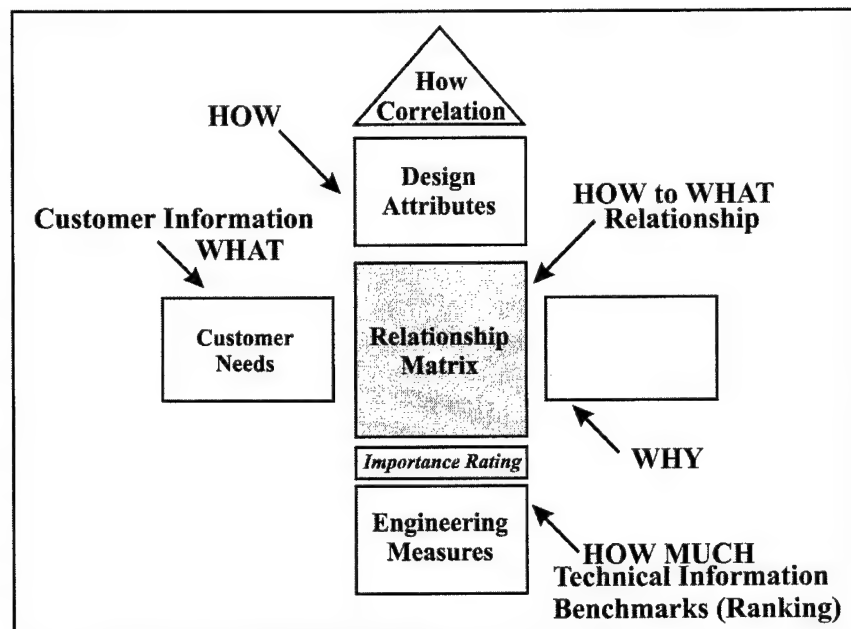 How
Correlation
HOW
Design
Attributes
HOW to WHAT
Relationship
Customer Information
WHAT
Customer
Needs
Relationship
Matrix
WHY
Importance Rating
Engineering
Measures
HOW MUCH
Technical Information
Benchmarks (Ranking)